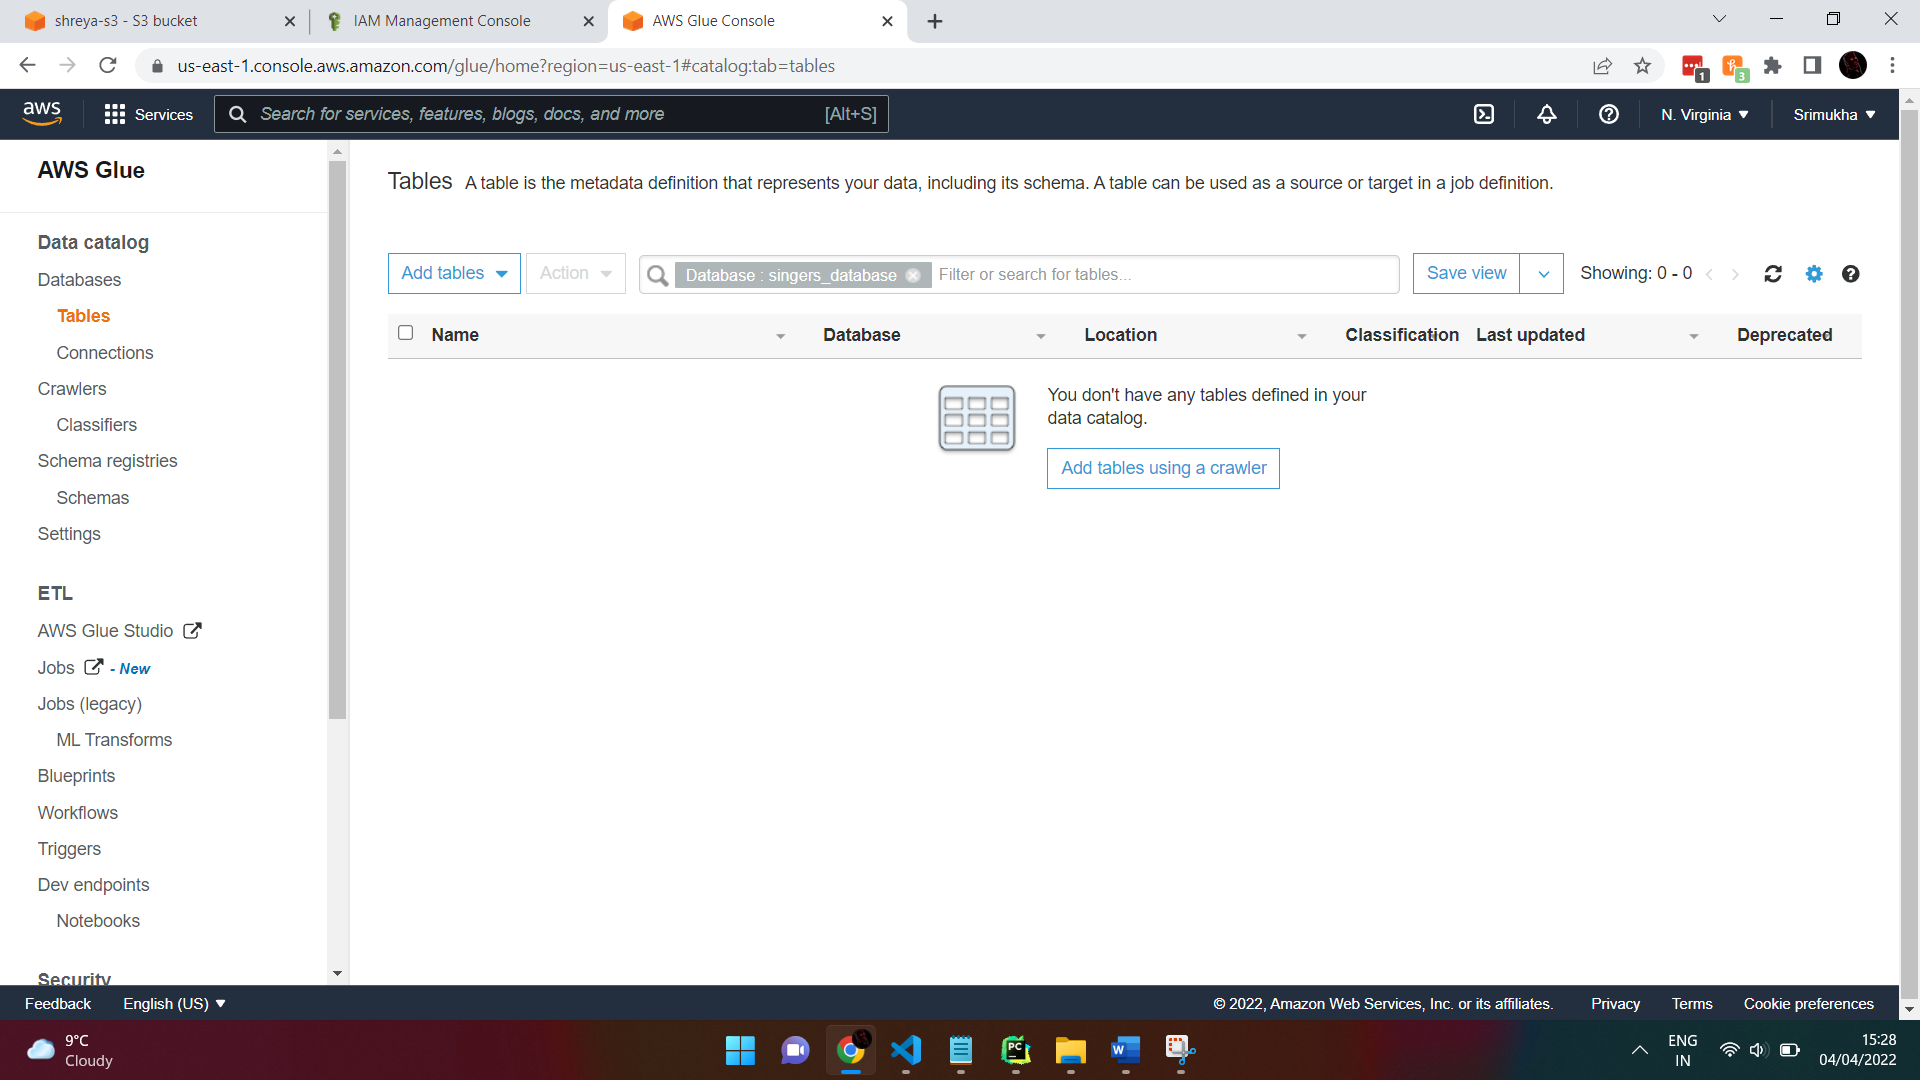 shreya-s3 - S3 bucket
IAM Management Console
AWS Glue Console
us-east-1.console.aws.amazon.com/glue/home?region=us-east-1#catalog:tab=tables
1
3
aws
Services
Search for services, features, blogs, docs, and more
[Alt+S]
N. Virginia
Srimukha
AWS Glue
Data catalog
Databases
Tables
Connections
Crawlers
Classifiers
Schema registries
Schemas
Settings
ETL
AWS Glue Studio
Jobs - New
Jobs (legacy)
ML Transforms
Blueprints
Workflows
Triggers
Dev endpoints
Notebooks
Security
Tables A table is the metadata definition that represents your data, including its schema. A table can be used as a source or target in a job definition.
Add tables
Action
Database : singers_database
Filter or search for tables...
Save view
Showing: 0 - 0
Name
Database
Location
Classification
Last updated
Deprecated
You don't have any tables defined in your
data catalog.
Add tables using a crawler
Feedback
English (US)
© 2022, Amazon Web Services, Inc. or its affiliates.
Privacy
Terms
Cookie preferences
9°C
Cloudy
PC
W
ENG
IN
15:28
04/04/2022